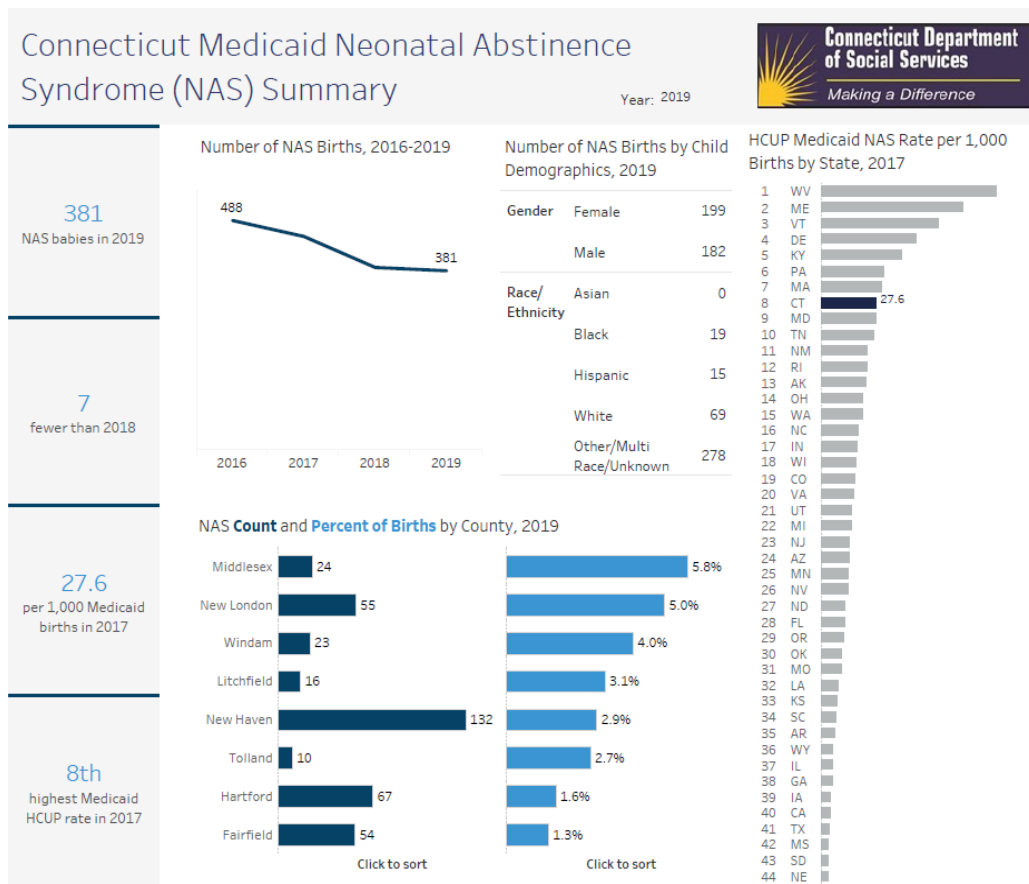 Connecticut Medicaid Neonatal Abstinence
Syndrome (NAS) Summary
Year: 2019
Connecticut Department
of Social Services
Making a Difference
381
NAS babies in 2019
7
fewer than 2018
27.6
per 1,000 Medicaid
births in 2017
8th
highest Medicaid
HCUP rate in 2017
Number of NAS Births, 2016-2019
488
381
2016 2017 2018 2019
Number of NAS Births by Child
Demographics, 2019
Gender Female 199
Male 182
Race/
Ethnicity
Asian 0
Black 19
Hispanic 15
White 69
Other/Multi
Race/Unknown 278
NAS Count and Percent of Births by County, 2019
Middlesex 24 5.8%
New London 55 5.0%
Windam 23 4.0%
Litchfield 16 3.1%
New Haven 132 2.9%
Tolland 10 2.7%
Hartford 67 1.6%
Fairfield 54 1.3%
Click to sort Click to sort
HCUP Medicaid NAS Rate per 1,000
Births by State, 2017
1 WV
2 ME
3 VT
4 DE
5 KY
6 PA
7 MA
8 CT 27.6
9 MD
10 TN
11 NM
12 RI
13 AK
14 OH
15 WA
16 NC
17 IN
18 WI
19 CO
20 VA
21 UT
22 MI
23 NJ
24 AZ
25 MN
26 NV
27 ND
28 FL
29 OR
30 OK
31 MO
32 LA
33 KS
34 SC
35 AR
36 WY
37 IL
38 GA
39 IA
40 CA
41 TX
42 MS
43 SD
44 NE